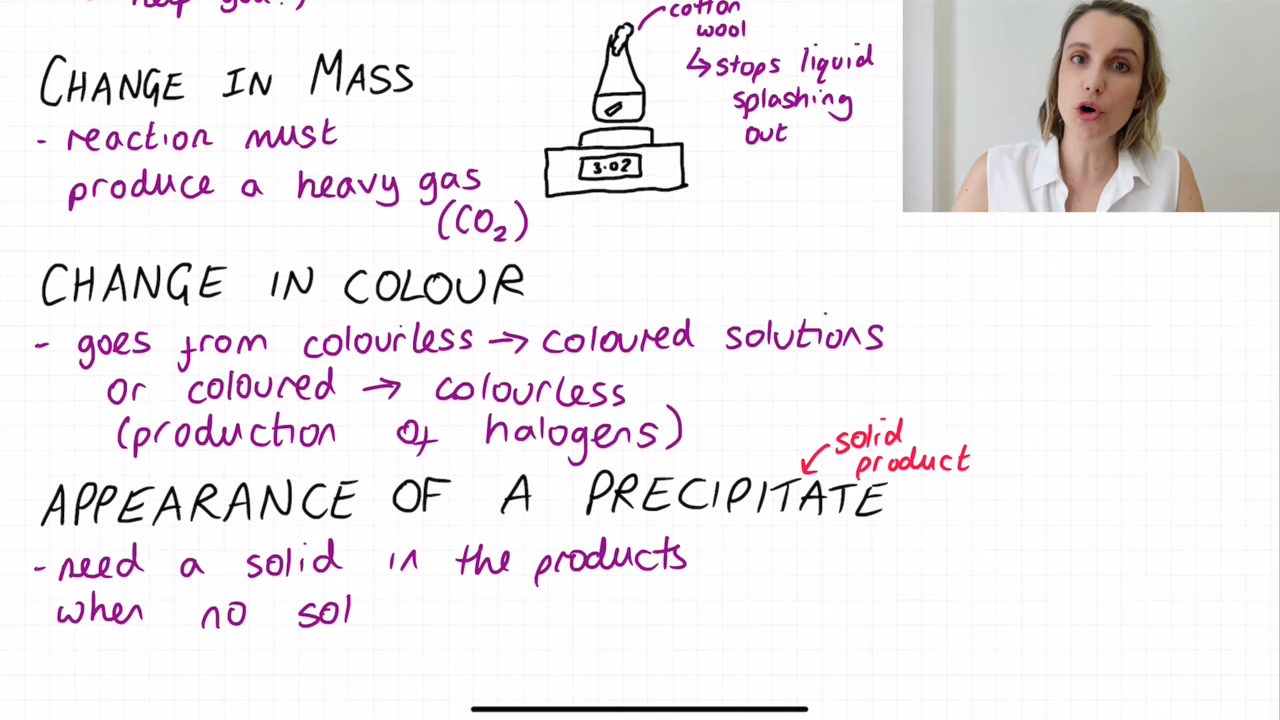 help you!)
CHANGE IN MASS
- reaction must
produce a heavy gas
(CO₂)
cotton
wool
↳ stops liquid
splashing
out
3.02
CHANGE IN COLOUR
- goes from colourless → coloured solutions
or coloured → colourless
(production of halogens)
solid
product
APPEARANCE OF A PRECIPITATE
- need a solid in the products
when no sol